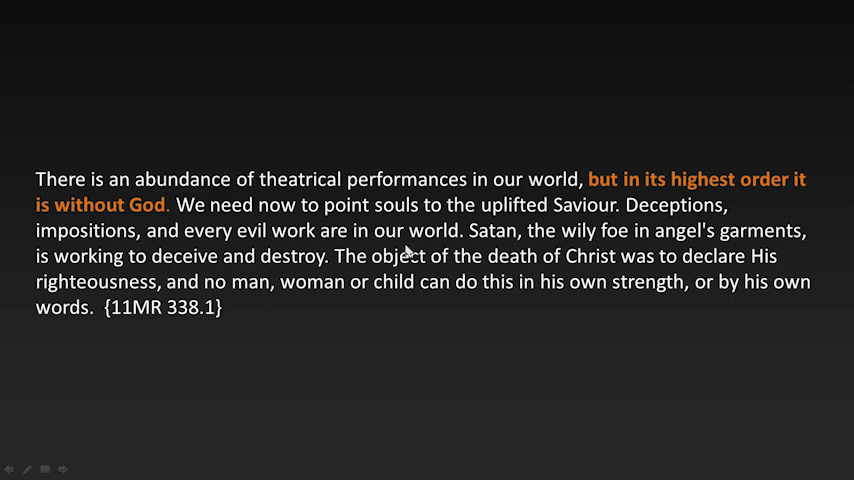 There is an abundance of theatrical performances in our world, but in its highest order it
is without God. We need now to point souls to the uplifted Saviour. Deceptions,
impositions, and every evil work are in our world. Satan, the wily foe in angel's garments,
is working to deceive and destroy. The object of the death of Christ was to declare His
righteousness, and no man, woman or child can do this in his own strength, or by his own
words.  {11MR 338.1}